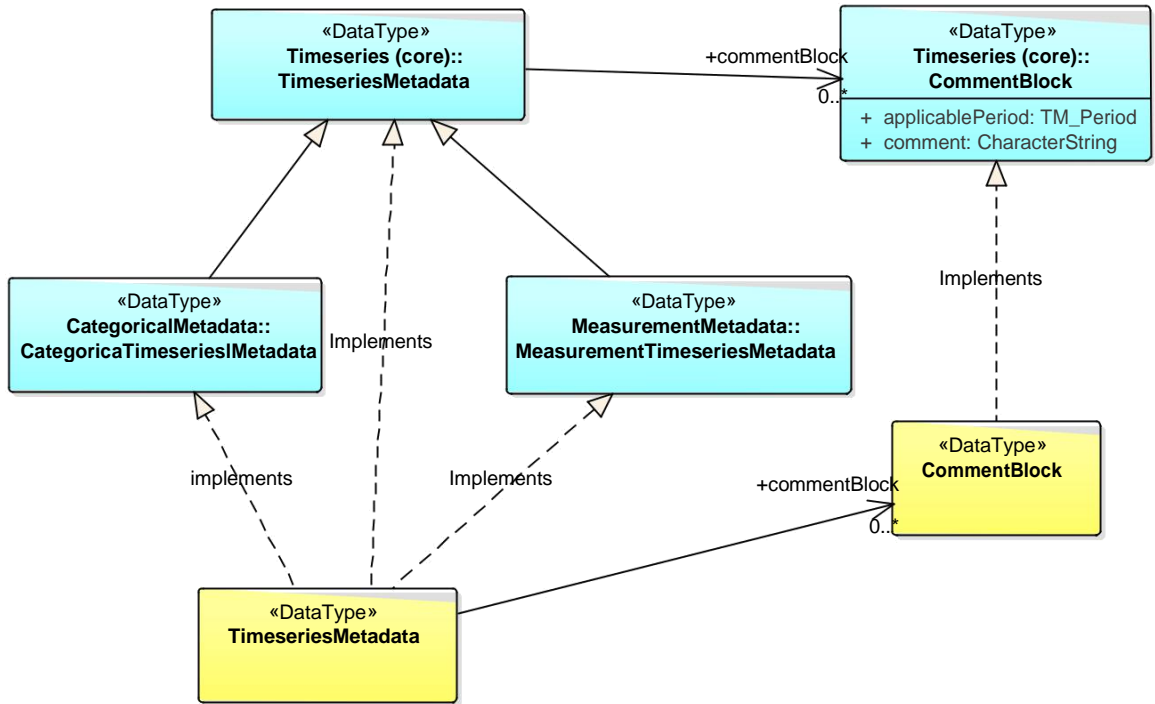 «DataType»
Timeseries (core)::
TimeseriesMetadata
+commentBlock
0..*
«DataType»
Timeseries (core)::
CommentBlock
+ applicablePeriod: TM_Period
+ comment: CharacterString
«DataType»
CategoricalMetadata::
CategoricaTimeserieslMetadata
Implements
«DataType»
MeasurementMetadata::
MeasurementTimeseriesMetadata
Implements
implements
Implements
«DataType»
CommentBlock
+commentBlock
0..*
«DataType»
TimeseriesMetadata